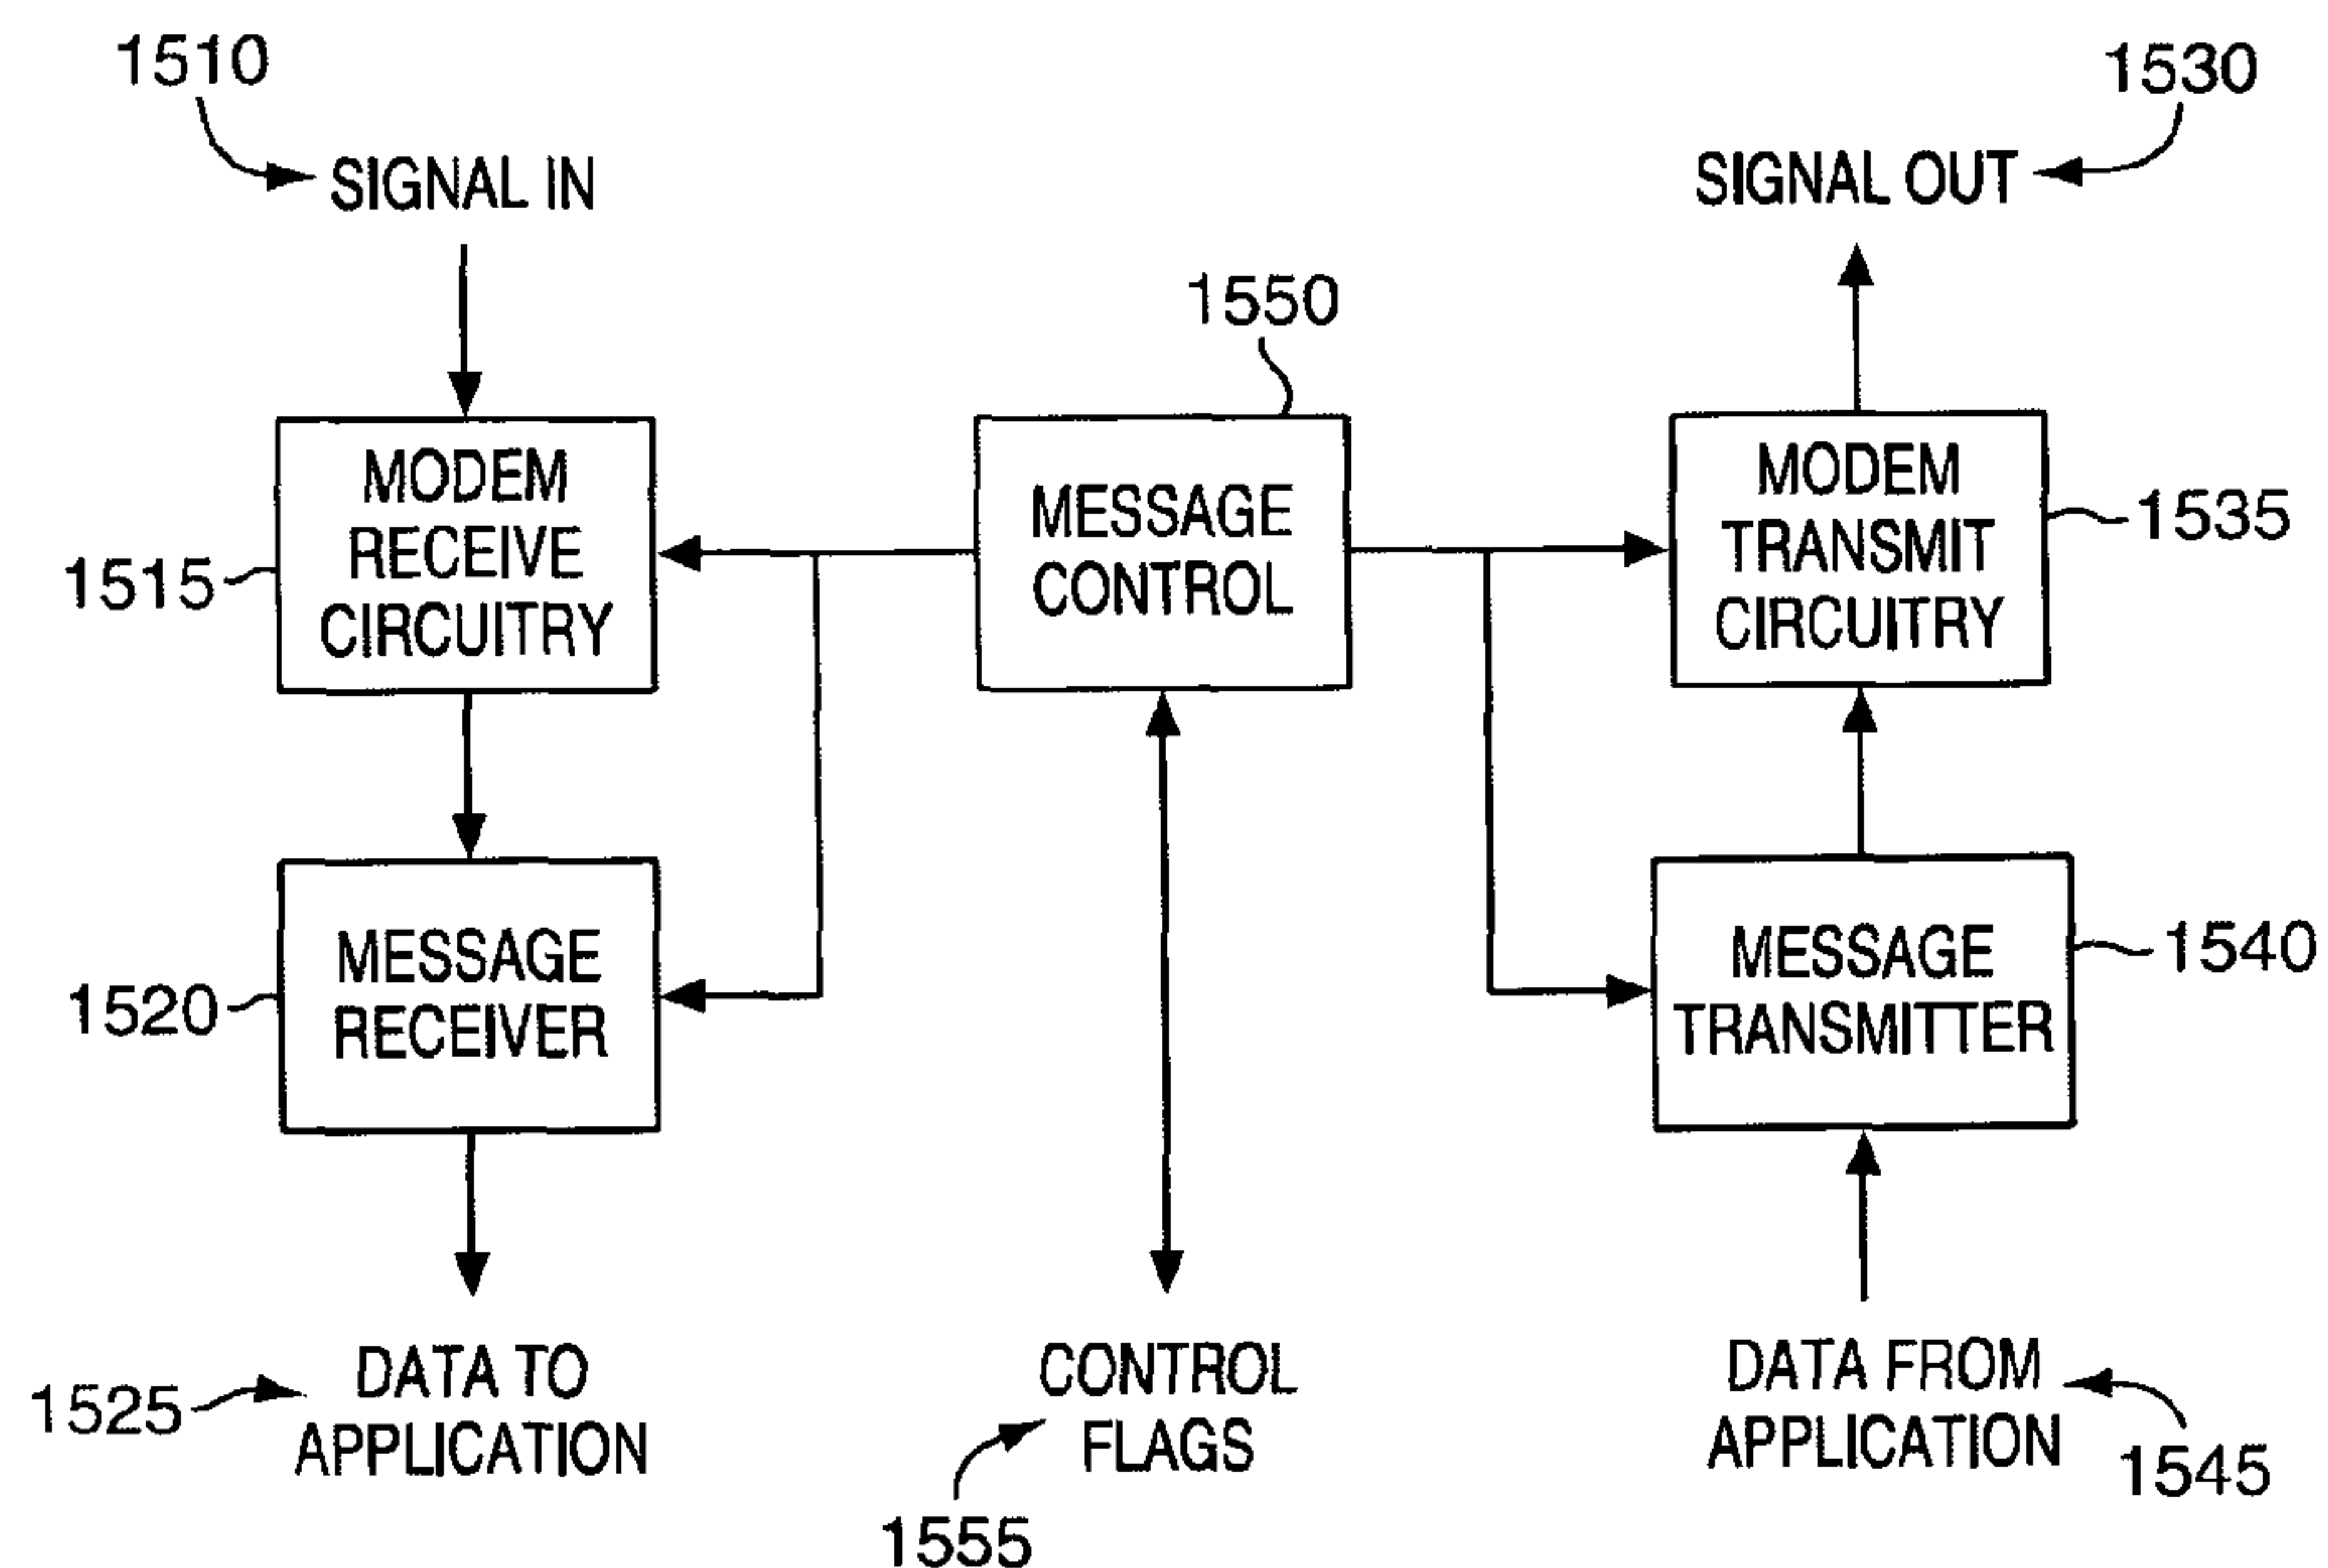 1510
SIGNAL IN
1530
SIGNAL OUT
1550
MODEM
RECEIVE
CIRCUITRY
1515
MESSAGE
CONTROL
MODEM
TRANSMIT
CIRCUITRY
1535
MESSAGE
RECEIVER
1520
MESSAGE
TRANSMITTER
1540
DATA TO
APPLICATION
1525
CONTROL
FLAGS
1555
DATA FROM
APPLICATION
1545